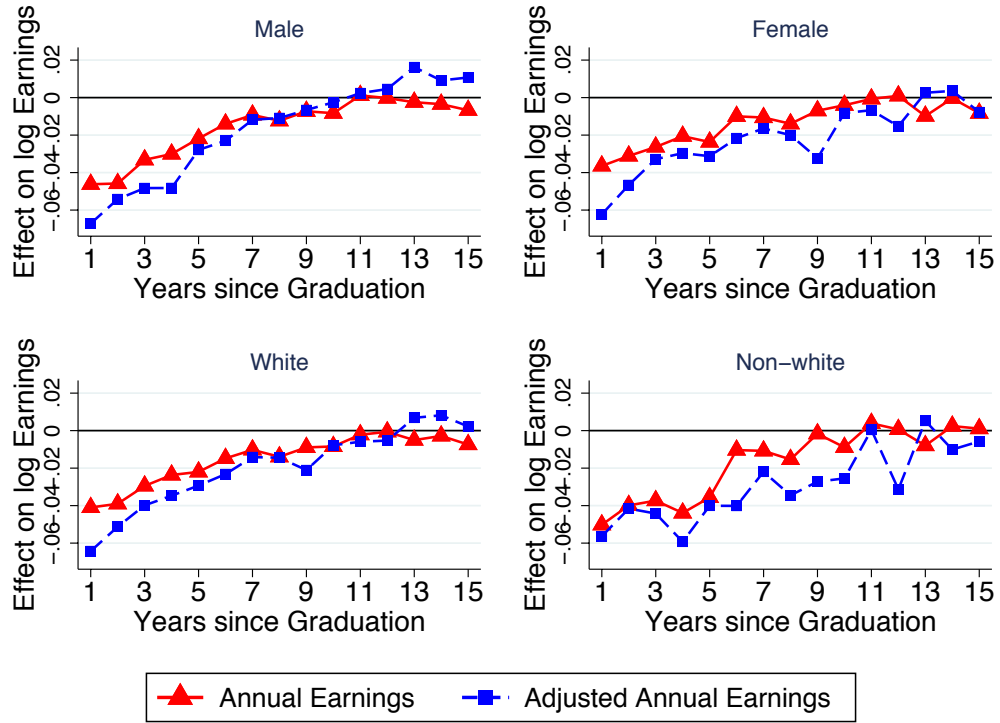 Male
Effect on log Earnings
.02
0
-.02
-.04
-.06
1 3 5 7 9 11 13 15
Years since Graduation
Female
Effect on log Earnings
.02
0
-.02
-.04
-.06
1 3 5 7 9 11 13 15
Years since Graduation
White
Effect on log Earnings
.02
0
-.02
-.04
-.06
1 3 5 7 9 11 13 15
Years since Graduation
Non-white
Effect on log Earnings
.02
0
-.02
-.04
-.06
1 3 5 7 9 11 13 15
Years since Graduation
Annual Earnings
Adjusted Annual Earnings